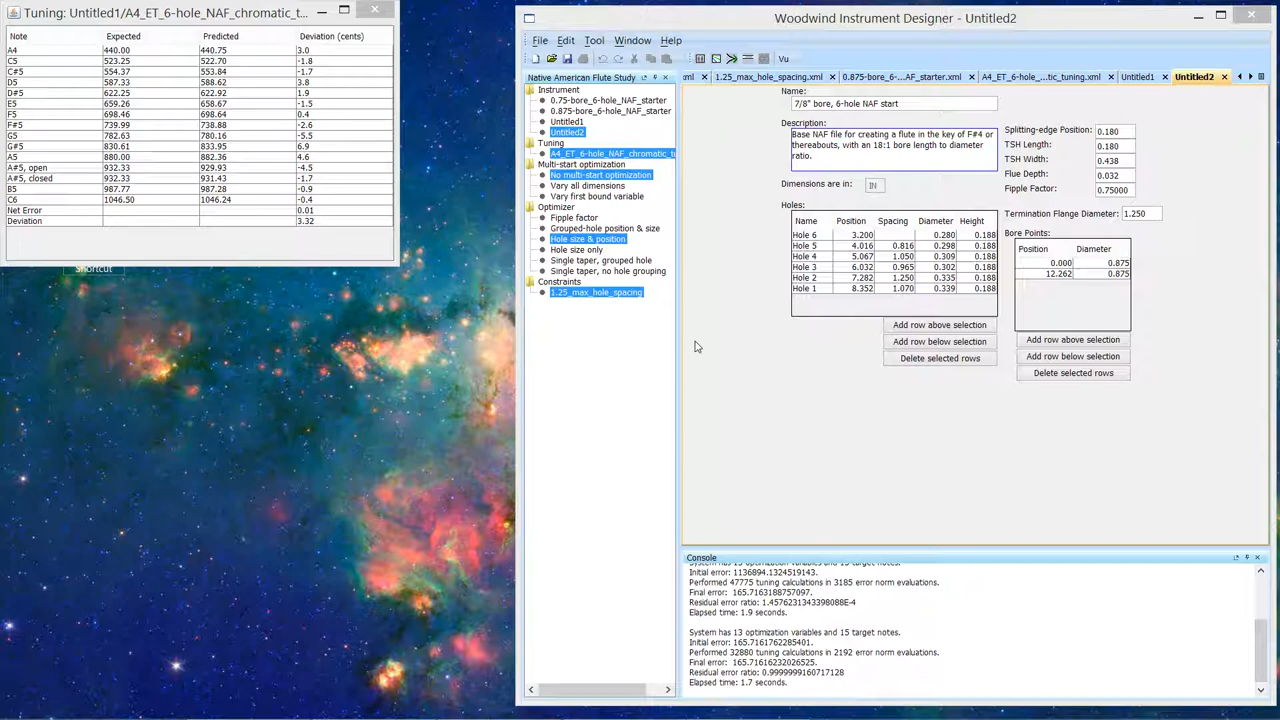 Tuning: Untitled1/A4_ET_6-hole_NAF_chromatic_t...
Note Expected Predicted Deviation (cents)
A4 440.00 440.75 3.0
C5 523.25 522.70 -1.8
C#5 554.37 553.84 -1.7
D5 587.33 588.62 3.8
D#5 622.25 622.92 1.9
E5 659.26 658.67 -1.5
F5 698.46 698.64 0.4
F#5 739.99 738.88 -2.6
G5 783.99 780.16 -5.5
G#5 830.61 833.95 6.9
A5 880.00 882.36 4.6
A#5, open 932.33 929.93 -4.5
A#5, closed 932.33 931.43 -1.7
B5 987.77 987.28 -0.9
C6 1046.50 1046.24 -0.4
Net Error 0.01
Deviation 3.32
Shortcut
Woodwind Instrument Designer - Untitled2
File Edit Tool Window Help
Vu
Native American Flute Study
Instrument
0.75-bore_6-hole_NAF_starter
0.875-bore_6-hole_NAF_starter
Untitled1
Untitled2
Tuning
A4_ET_6-hole_NAF_chromatic_tu
Multi-start optimization
No multi-start optimization
Vary all dimensions
Vary first bound variable
Optimizer
Fipple factor
Grouped-hole position & size
Hole size & position
Hole size only
Single taper, grouped hole
Single taper, no hole grouping
Constraints
1.25_max_hole_spacing
xml 1.25_max_hole_spacing.xml 0.875-bore_6-...AF_starter.xml A4_ET_6-hole_...tic_tuning.xml Untitled1 Untitled2
Name:
7/8" bore, 6-hole NAF start
Description:
Base NAF file for creating a flute in the key of F#4 or
thereabouts, with an 18:1 bore length to diameter
ratio.
Dimensions are in: IN
Holes:
Name Position Spacing Diameter Height
Hole 6 3.200 0.280 0.188
Hole 5 4.016 0.816 0.298 0.188
Hole 4 5.067 1.050 0.309 0.188
Hole 3 6.032 0.965 0.302 0.188
Hole 2 7.282 1.250 0.335 0.188
Hole 1 8.352 1.070 0.339 0.188
Add row above selection
Add row below selection
Delete selected rows
Splitting-edge Position: 0.180
TSH Length: 0.180
TSH Width: 0.438
Flue Depth: 0.032
Fipple Factor: 0.75000
Termination Flange Diameter: 1.250
Bore Points:
Position Diameter
0.000 0.875
12.262 0.875
Add row above selection
Add row below selection
Delete selected rows
Console
System has 13 optimization variables and 15 target notes.
Initial error: 1136894.1324519143.
Performed 47775 tuning calculations in 3185 error norm evaluations.
Final error: 165.7163188757097.
Residual error ratio: 1.4576231343398088E-4
Elapsed time: 1.9 seconds.
System has 13 optimization variables and 15 target notes.
Initial error: 165.7161762285401.
Performed 32880 tuning calculations in 2192 error norm evaluations.
Final error: 165.71616232026525.
Residual error ratio: 0.9999999160717128
Elapsed time: 1.7 seconds.